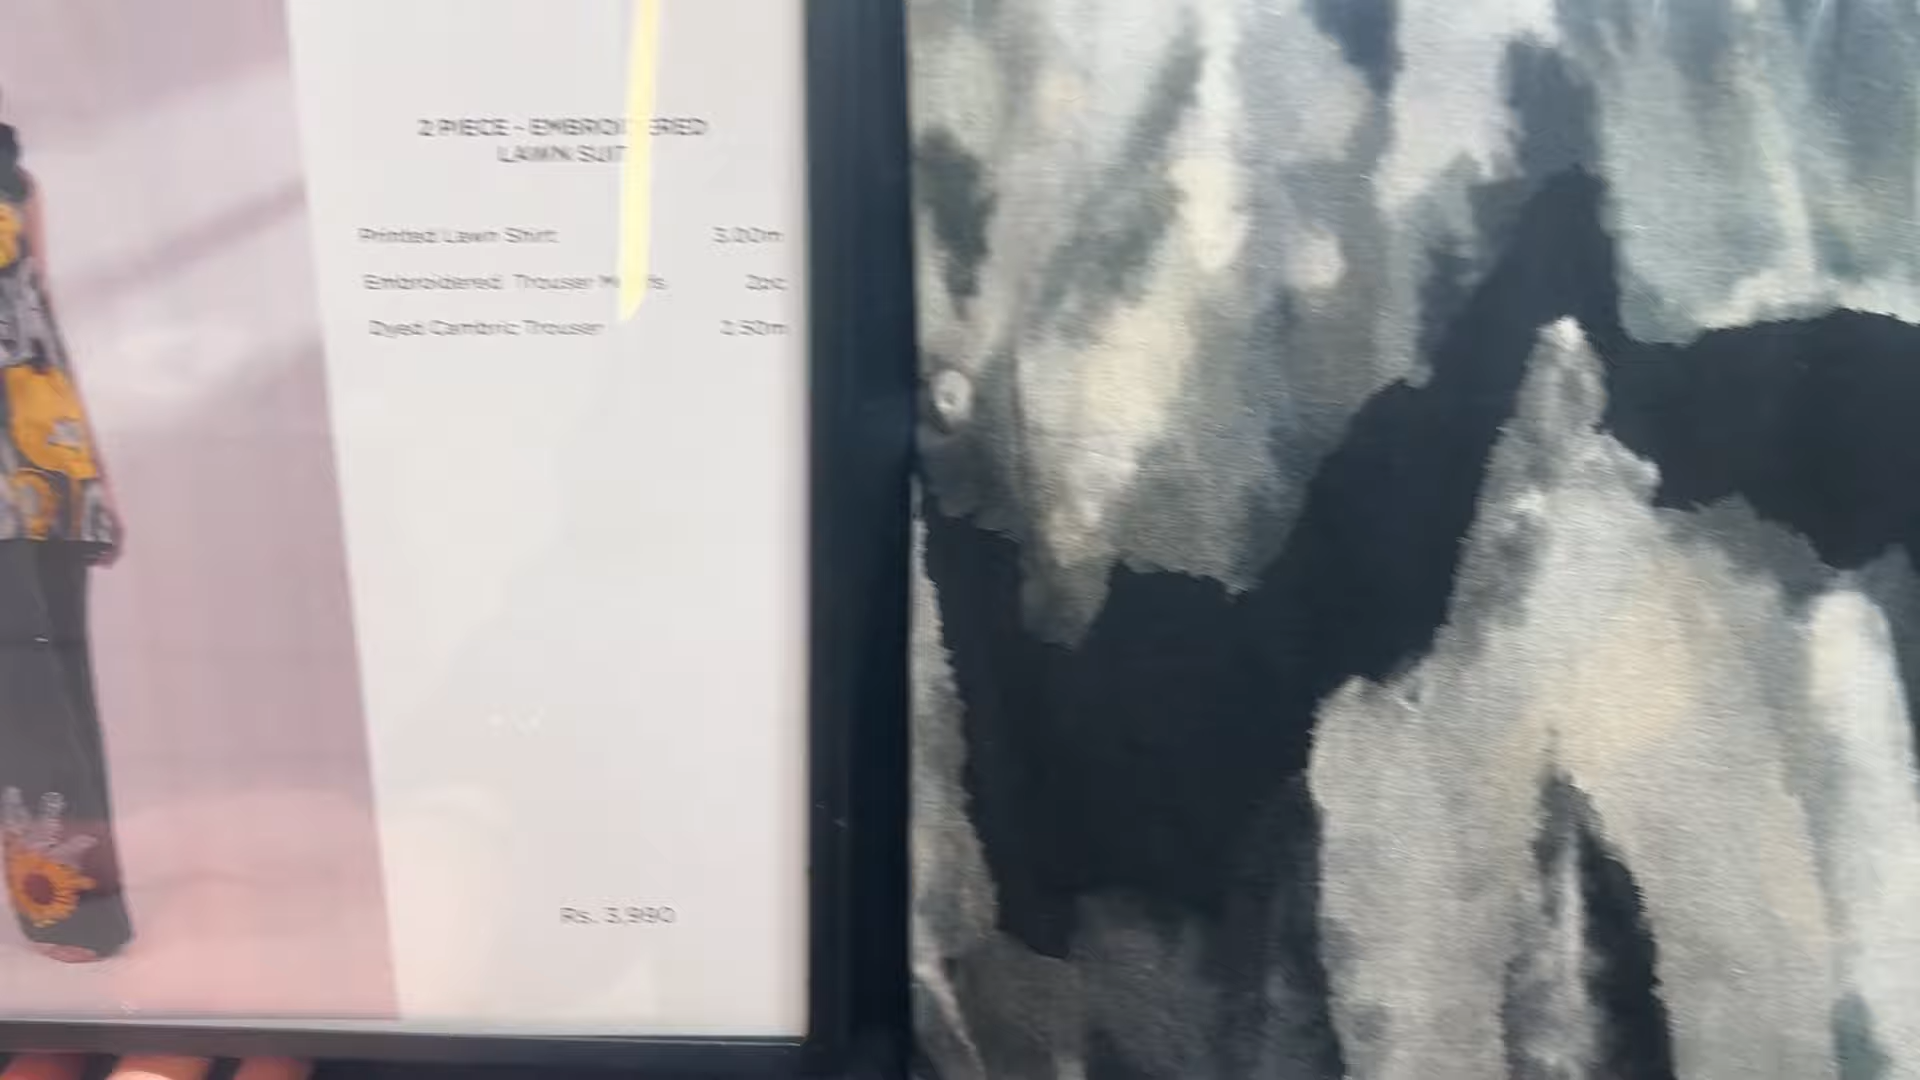 2 PIECE - EMBROIDERED
LAWN SUIT
Printed Lawn Shirt 3.00m
Embroidered Trouser Motifs 2pc
Dyed Cambric Trouser 2.50m
Rs. 3,990